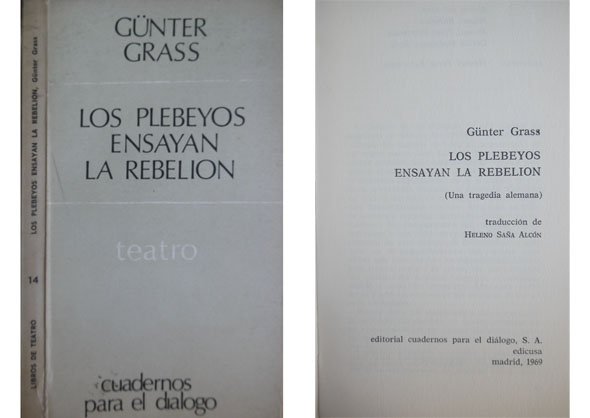 LOS PLEBEYOS ENSAYAN LA REBELION, Günter Grass
14
LIBROS DE TEATRO
GÜNTER
GRASS
LOS PLEBEYOS
ENSAYAN
LA REBELION
teatro
cuadernos
para el dialogo
Günter Grass
LOS PLEBEYOS
ENSAYAN LA REBELION
(Una tragedia alemana)
traducción de
HELENO SAÑA ALCÓN
editorial cuadernos para el diálogo, S. A.
edicusa
madrid, 1969